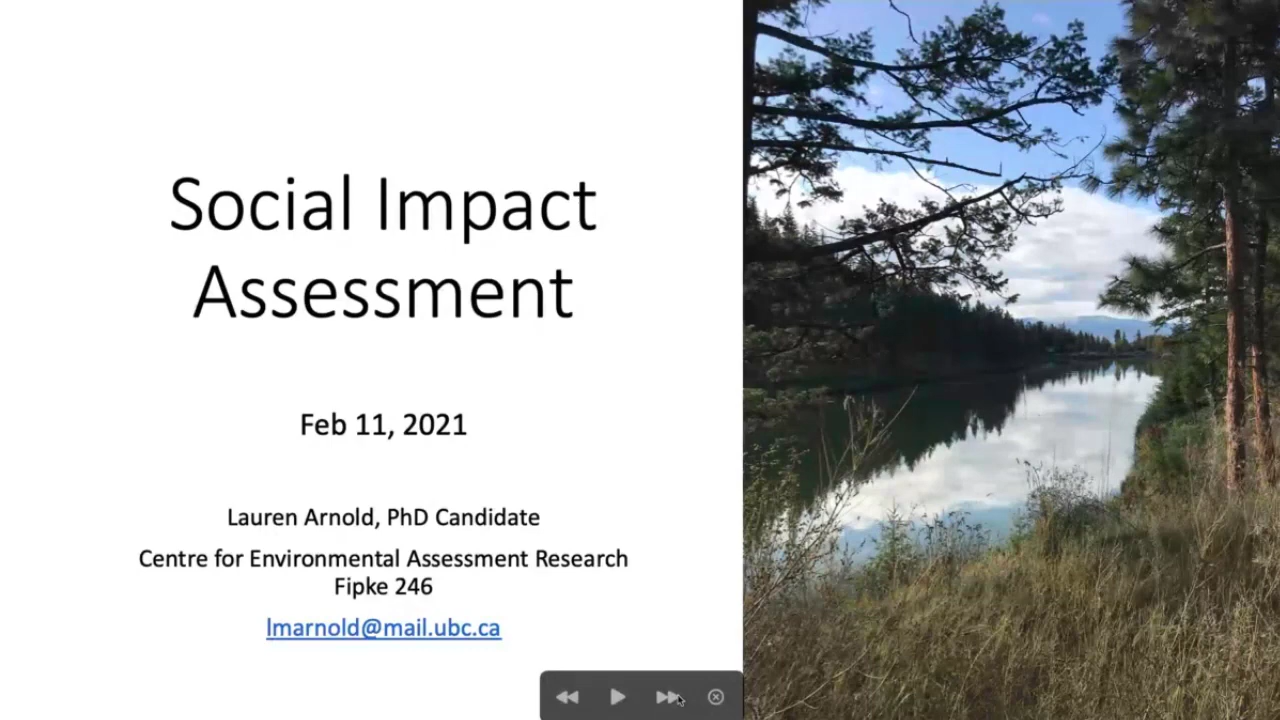 Social Impact
Assessment
Feb 11, 2021
Lauren Arnold, PhD Candidate
Centre for Environmental Assessment Research
Fipke 246
lmarnold@mail.ubc.ca